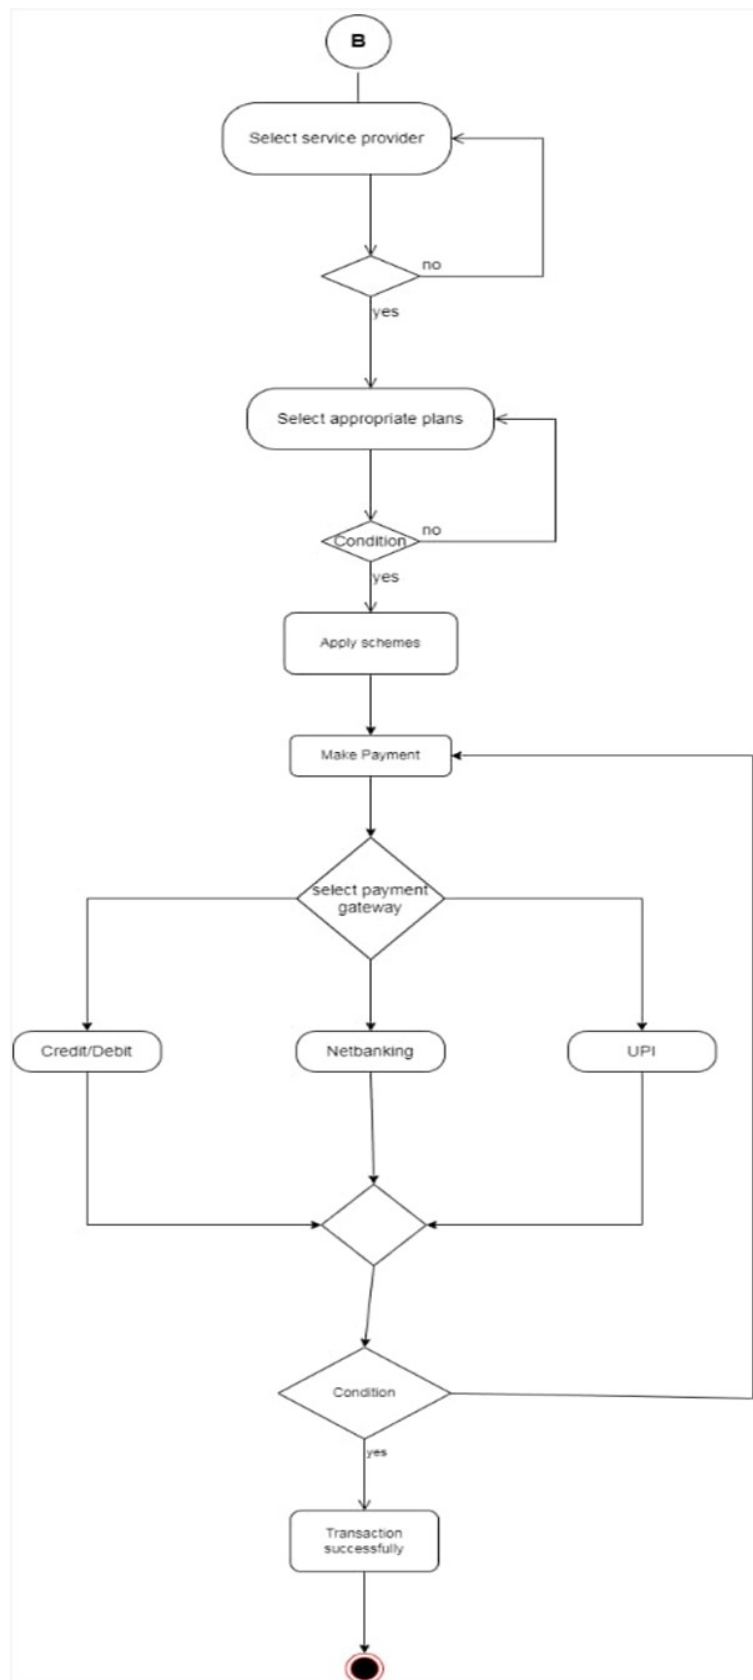 B
Select service provider
no
yes
Select appropriate plans
no
Condition
yes
Apply schemes
Make Payment
select payment
gateway
Credit/Debit
Netbanking
UPI
Condition
yes
Transaction
successfully